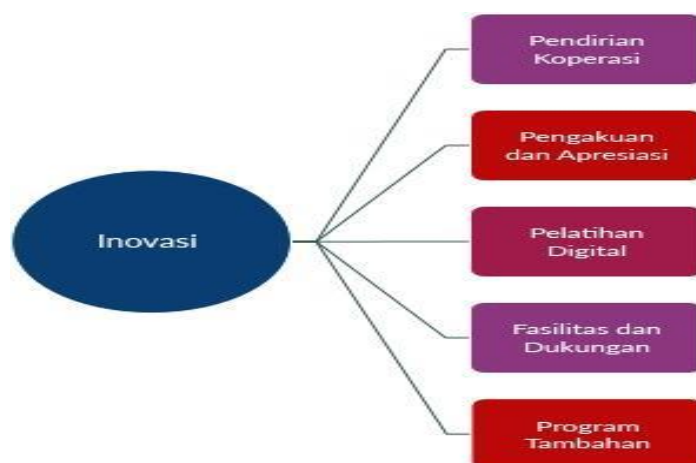 Inovasi
Pendirian
Koperasi
Pengakuan
dan Apresiasi
Pelatihan
Digital
Fasilitas dan
Dukungan
Program
Tambahan